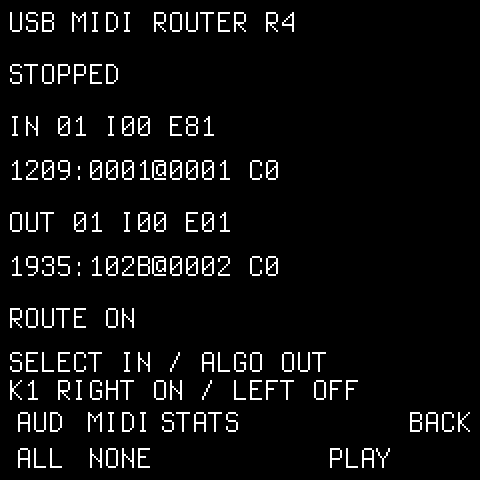 USB MIDI ROUTER R4
STOPPED
IN 01 I00 E81
1209:0001@0001 C0
OUT 01 I00 E01
1935:102B@0002 C0
ROUTE ON
SELECT IN / ALGO OUT
K1 RIGHT ON / LEFT OFF
AUD MIDI STATS BACK
ALL NONE PLAY